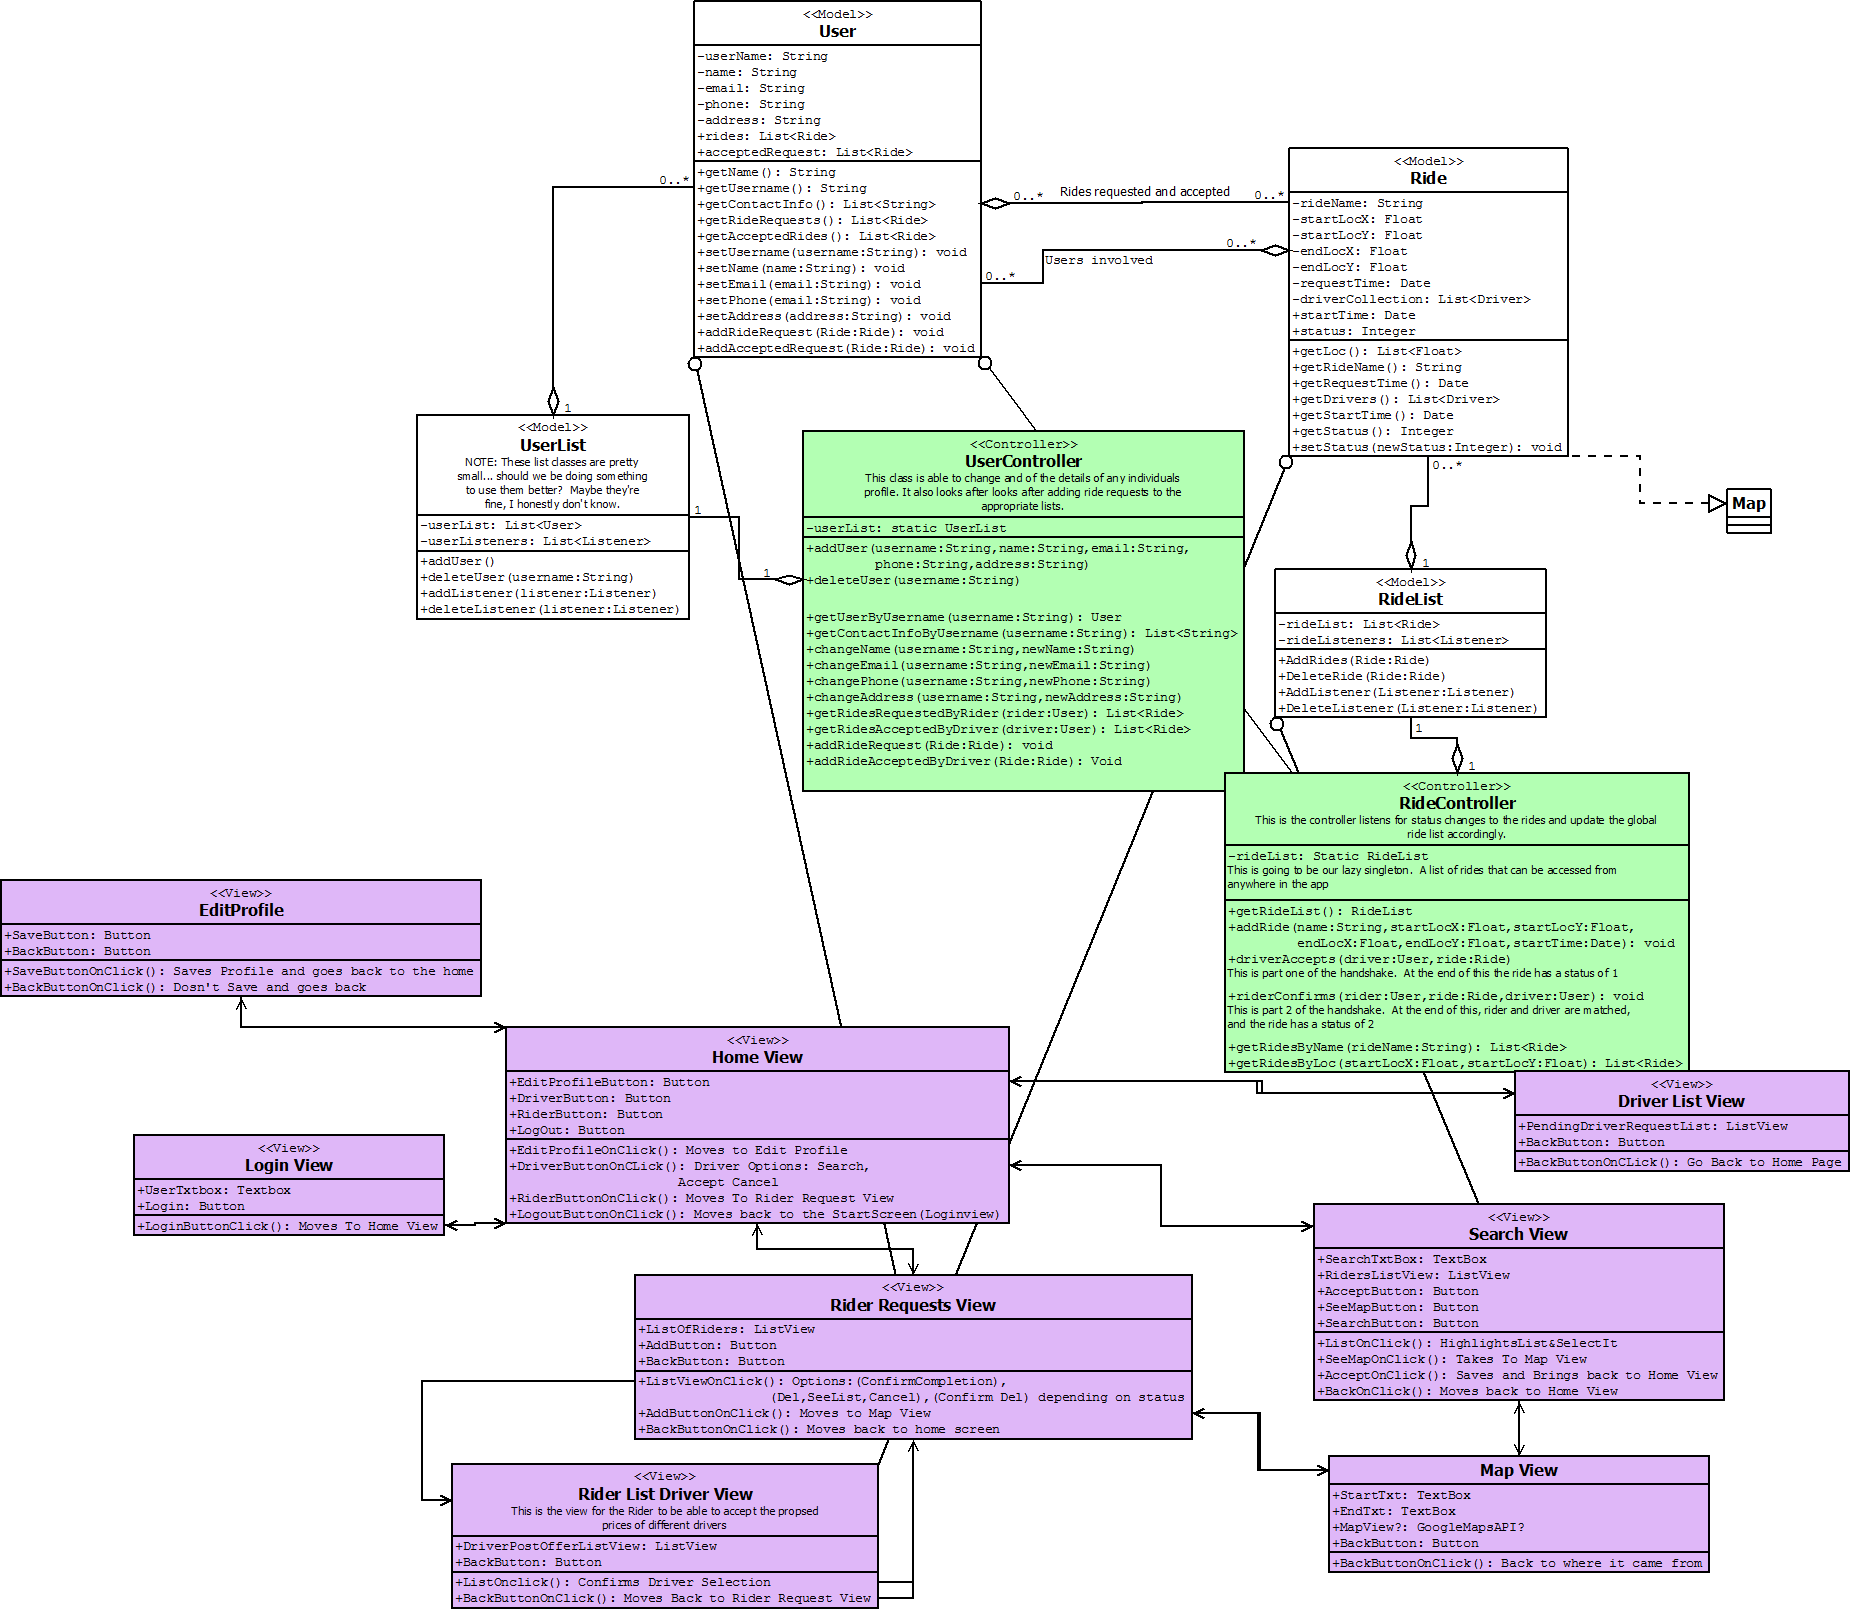 <<Model>>
User
-userName: String
-name: String
-email: String
-phone: String
-address: String
+rides: List<Ride>
+acceptedRequest: List<Ride>
+getName(): String
+getUsername(): String
+getContactInfo(): List<String>
+getRideRequests(): List<Ride>
+getAcceptedRides(): List<Ride>
+setUsername(username:String): void
+setName(name:String): void
+setEmail(email:String): void
+setPhone(email:String): void
+setAddress(address:String): void
+addRideRequest(Ride:Ride): void
+addAcceptedRequest(Ride:Ride): void
0..*
1
0..*
Rides requested and accepted
0..*
0..*
Users involved
0..*
<<Model>>
Ride
-rideName: String
-startLocX: Float
-startLocY: Float
-endLocX: Float
-endLocY: Float
-requestTime: Date
-driverCollection: List<Driver>
+startTime: Date
+status: Integer
+getLoc(): List<Float>
+getRideName(): String
+getRequestTime(): Date
+getDrivers(): List<Driver>
+getStartTime(): Date
+getStatus(): Integer
+setStatus(newStatus:Integer): void
0..*
1
Map
<<Model>>
UserList
NOTE: These list classes are pretty
small... should we be doing something
to use them better?  Maybe they're
fine, I honestly don't know.
-userList: List<User>
-userListeners: List<Listener>
+addUser()
+deleteUser(username:String)
+addListener(listener:Listener)
+deleteListener(listener:Listener)
1
1
<<Controller>>
UserController
This class is able to change and of the details of any individuals
profile. It also looks after looks after adding ride requests to the
appropriate lists.
-userList: static UserList
+addUser(username:String,name:String,email:String,
phone:String,address:String)
+deleteUser(username:String)
+getUserByUsername(username:String): User
+getContactInfoByUsername(username:String): List<String>
+changeName(username:String,newName:String)
+changeEmail(username:String,newEmail:String)
+changePhone(username:String,newPhone:String)
+changeAddress(username:String,newAddress:String)
+getRidesRequestedByRider(rider:User): List<Ride>
+getRidesAcceptedByDriver(driver:User): List<Ride>
+addRideRequest(Ride:Ride): void
+addRideAcceptedByDriver(Ride:Ride): Void
<<Model>>
RideList
-rideList: List<Ride>
-rideListeners: List<Listener>
+AddRides(Ride:Ride)
+DeleteRide(Ride:Ride)
+AddListener(Listener:Listener)
+DeleteListener(Listener:Listener)
1
1
<<Controller>>
RideController
This is the controller listens for status changes to the rides and update the global
ride list accordingly.
-rideList: Static RideList
This is going to be our lazy singleton.  A list of rides that can be accessed from
anywhere in the app
+getRideList(): RideList
+addRide(name:String,startLocX:Float,startLocY:Float,
endLocX:Float,endLocY:Float,startTime:Date): void
+driverAccepts(driver:User,ride:Ride)
This is part one of the handshake.  At the end of this the ride has a status of 1
+riderConfirms(rider:User,ride:Ride,driver:User): void
This is part 2 of the handshake.  At the end of this, rider and driver are matched,
and the ride has a status of 2
+getRidesByName(rideName:String): List<Ride>
+getRidesByLoc(startLocX:Float,startLocY:Float): List<Ride>
<<View>>
EditProfile
+SaveButton: Button
+BackButton: Button
+SaveButtonOnClick(): Saves Profile and goes back to the home
+BackButtonOnClick(): Dosn't Save and goes back
<<View>>
Home View
+EditProfileButton: Button
+DriverButton: Button
+RiderButton: Button
+LogOut: Button
+EditProfileOnClick(): Moves to Edit Profile
+DriverButtonOnCLick(): Driver Options: Search,
Accept Cancel
+RiderButtonOnClick(): Moves To Rider Request View
+LogoutButtonOnClick(): Moves back to the StartScreen(Loginview)
<<View>>
Driver List View
+PendingDriverRequestList: ListView
+BackButton: Button
+BackButtonOnCLick(): Go Back to Home Page
<<View>>
Login View
+UserTxtbox: Textbox
+Login: Button
+LoginButtonClick(): Moves To Home View
<<View>>
Search View
+SearchTxtBox: TextBox
+RidersListView: ListView
+AcceptButton: Button
+SeeMapButton: Button
+SearchButton: Button
+ListOnClick(): HighlightsList&SelectIt
+SeeMapOnClick(): Takes To Map View
+AcceptOnClick(): Saves and Brings back to Home View
+BackOnClick(): Moves back to Home View
<<View>>
Rider Requests View
+ListOfRiders: ListView
+AddButton: Button
+BackButton: Button
+ListViewOnClick(): Options:(ConfirmCompletion),
(Del,SeeList,Cancel),(Confirm Del) depending on status
+AddButtonOnClick(): Moves to Map View
+BackButtonOnClick(): Moves back to home screen
<<View>>
Rider List Driver View
This is the view for the Rider to be able to accept the propsed
prices of different drivers
+DriverPostOfferListView: ListView
+BackButton: Button
+ListOnclick(): Confirms Driver Selection
+BackButtonOnClick(): Moves Back to Rider Request View
Map View
+StartTxt: TextBox
+EndTxt: TextBox
+MapView?: GoogleMapsAPI?
+BackButton: Button
+BackButtonOnClick(): Back to where it came from